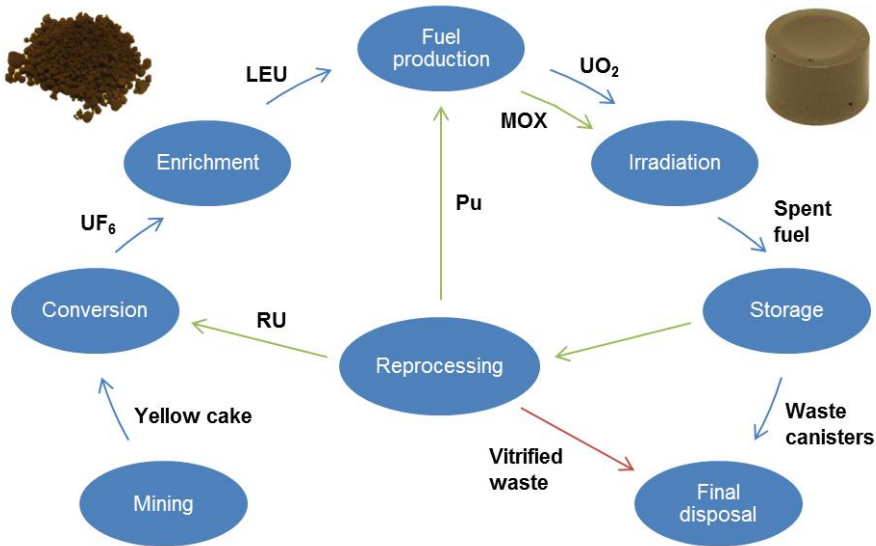 Fuel
production
LEU
UO₂
MOX
Enrichment
Irradiation
UF₆
Pu
Spent
fuel
Conversion
RU
Storage
Reprocessing
Yellow cake
Waste
canisters
Vitrified
waste
Mining
Final
disposal